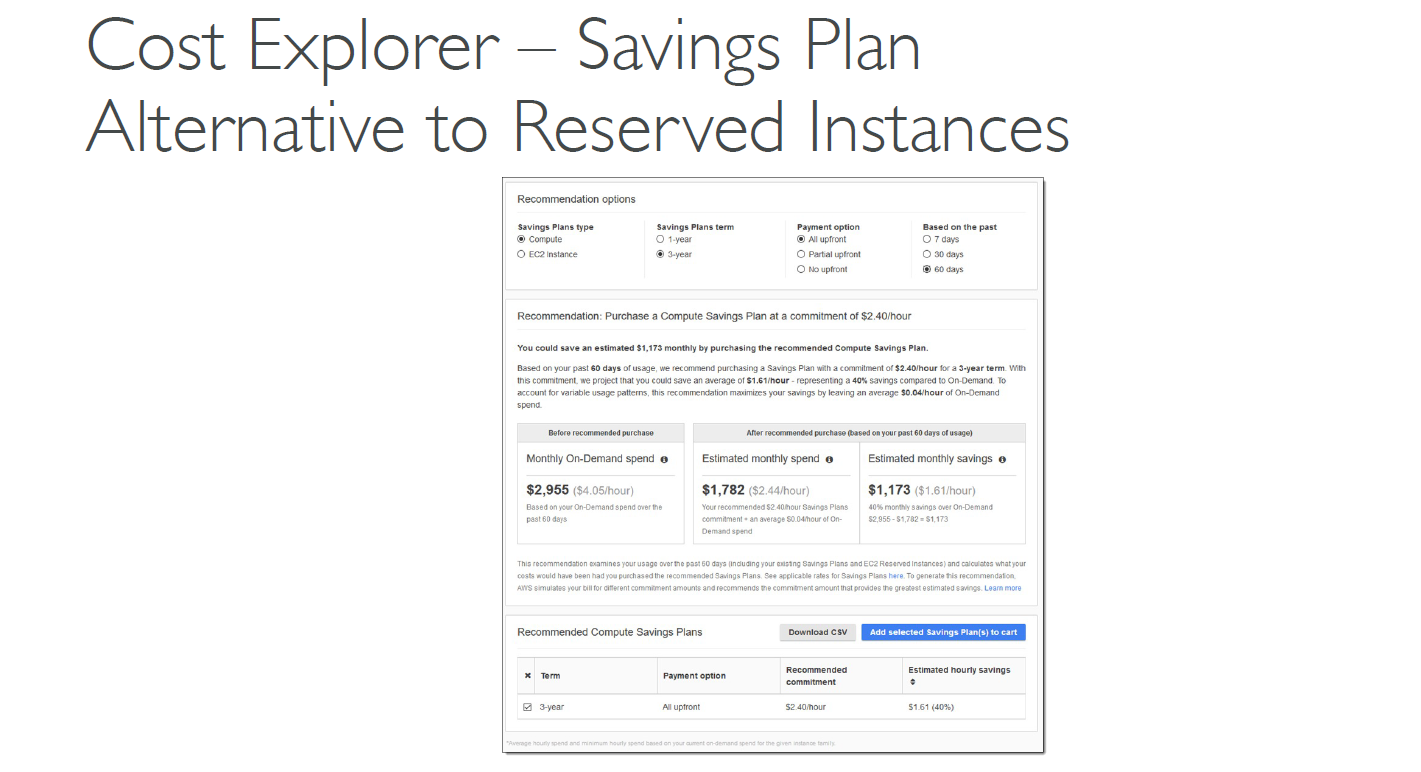 Cost Explorer – Savings Plan
Alternative to Reserved Instances
Recommendation options
Savings Plans type
Compute
EC2 Instance
Savings Plans term
1-year
3-year
Payment option
All upfront
Partial upfront
No upfront
Based on the past
7 days
30 days
60 days
Recommendation: Purchase a Compute Savings Plan at a commitment of $2.40/hour
You could save an estimated $1,173 monthly by purchasing the recommended Compute Savings Plan.
Based on your past 60 days of usage, we recommend purchasing a Savings Plan with a commitment of $2.40/hour for a 3-year term. With
this commitment, we project that you could save an average of $1.61/hour - representing a 40% savings compared to On-Demand. To
account for variable usage patterns, this recommendation maximizes your savings by leaving an average $0.04/hour of On-Demand
spend.
Before recommended purchase
Monthly On-Demand spend
$2,955 ($4.05/hour)
Based on your On-Demand spend over the
past 60 days
After recommended purchase (based on your past 60 days of usage)
Estimated monthly spend
$1,782 ($2.44/hour)
Your recommended $2.40/hour Savings Plans
commitment + an average $0.04/hour of On-
Demand spend
Estimated monthly savings
$1,173 ($1.61/hour)
40% monthly savings over On-Demand
$2,955 - $1,782 = $1,173
This recommendation examines your usage over the past 60 days (including your existing Savings Plans and EC2 Reserved Instances) and calculates what your
costs would have been had you purchased the recommended Savings Plans. See applicable rates for Savings Plans here. To generate this recommendation,
AWS simulates your bill for different commitment amounts and recommends the commitment amount that provides the greatest estimated savings. Learn more
Recommended Compute Savings Plans
Download CSV
Add selected Savings Plan(s) to cart
Term
Payment option
Recommended
commitment
Estimated hourly savings
3-year
All upfront
$2.40/hour
$1.61 (40%)
*Average hourly spend and minimum hourly spend based on your current on-demand spend for the given instance family.